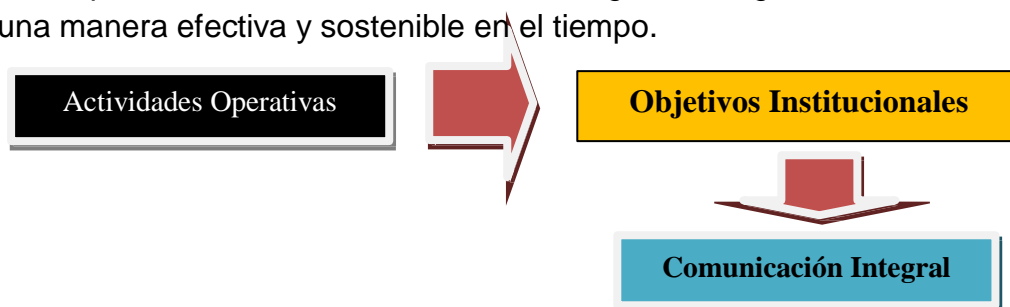 una manera efectiva y sostenible en el tiempo.
Actividades Operativas
Objetivos Institucionales
Comunicación Integral